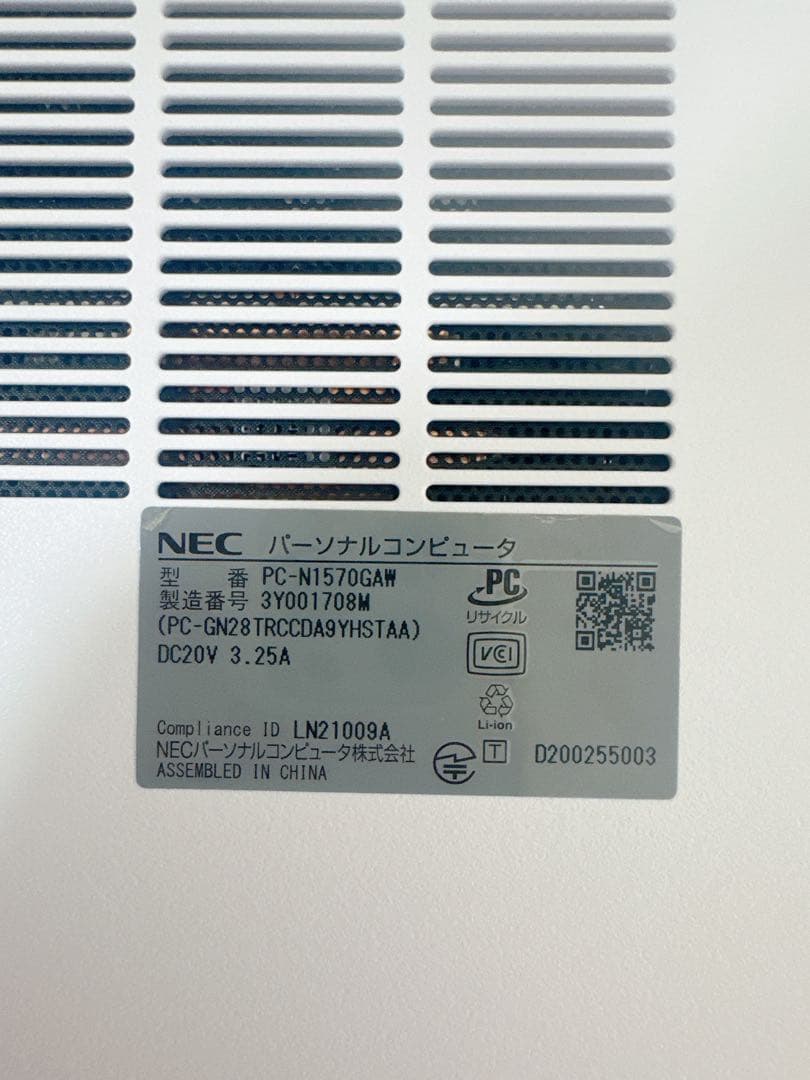 NEC パーソナルコンピュータ
型 番 PC-N1570GAW
製造番号 3Y001708M
(PC-GN28TRCCDA9YHSTAA)
DC20V 3.25A
PC
リサイクル
VCI
Li-ion
Compliance ID LN21009A
NECパーソナルコンピュータ株式会社
ASSEMBLED IN CHINA
T
D200255003